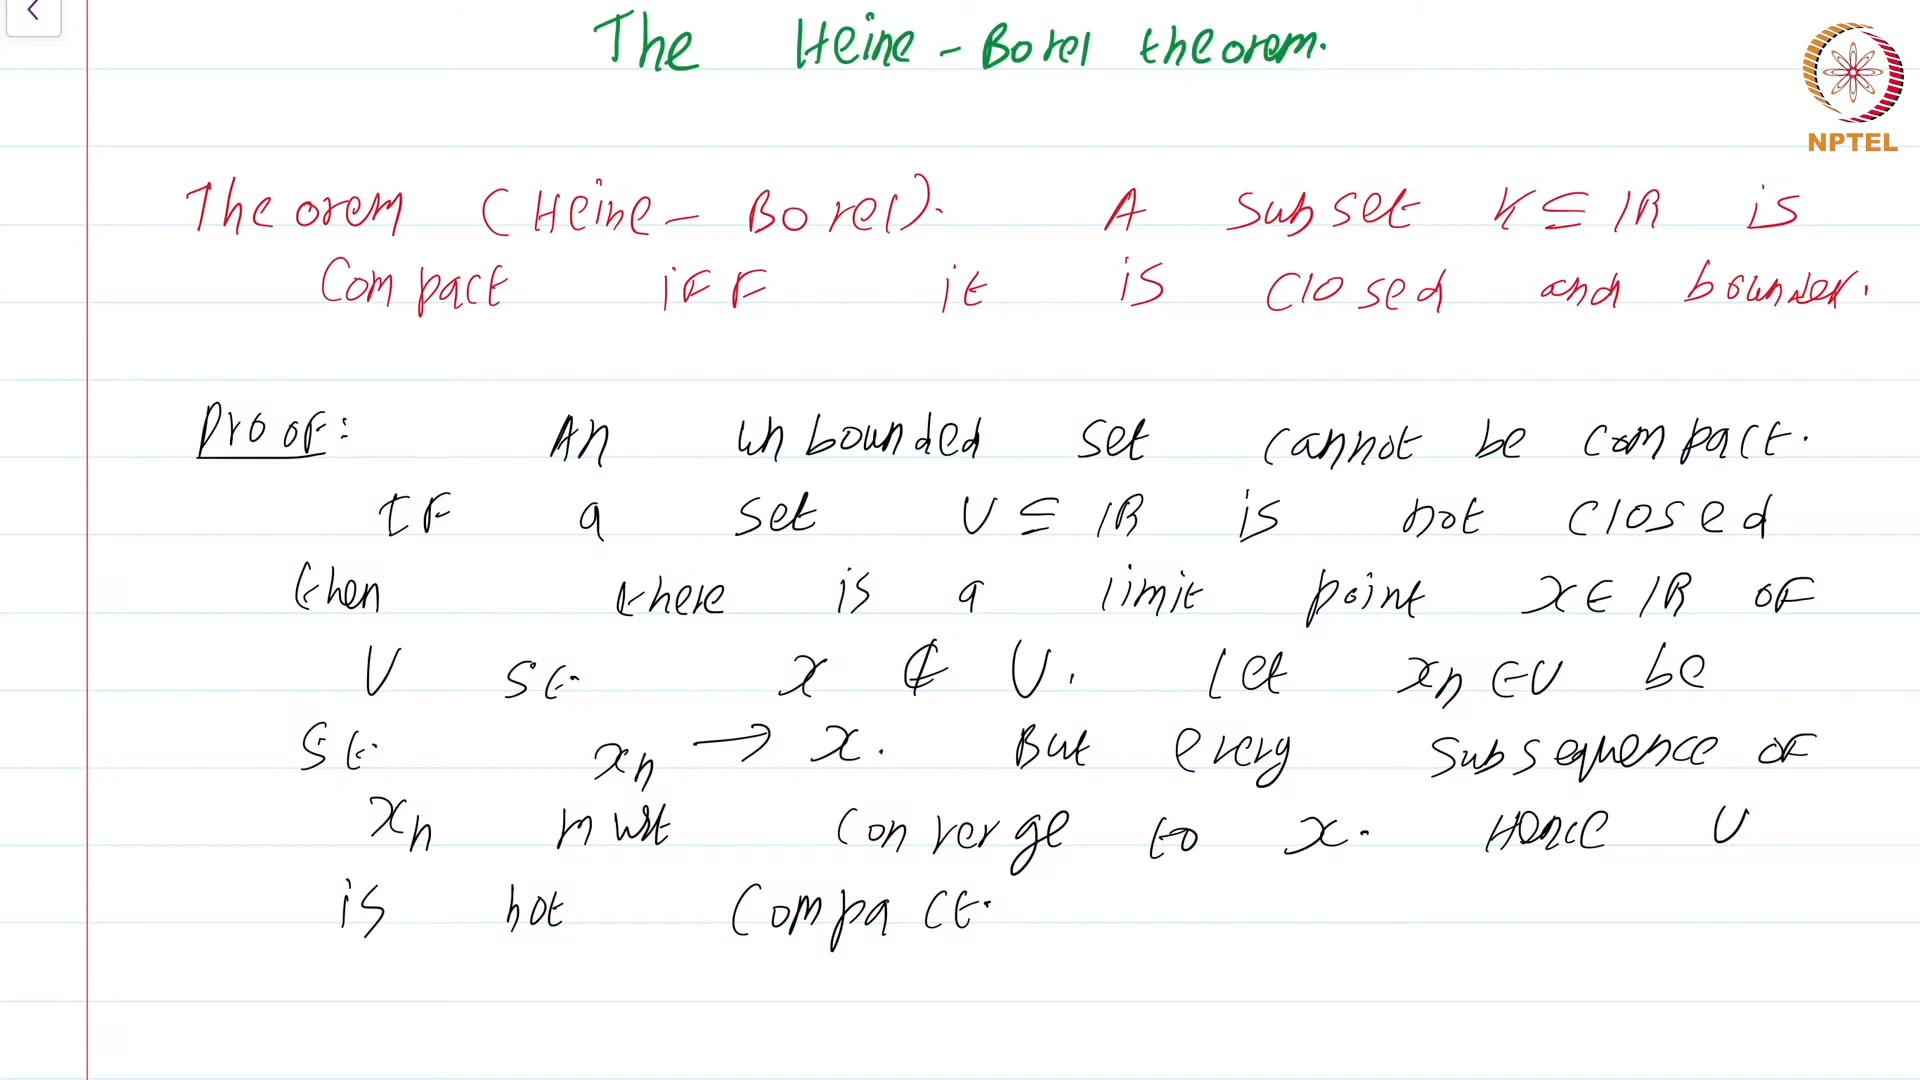 The Heine-Borel theorem.
NPTEL
Theorem (Heine-Borel). A subset K ⊆ ℝ is
compact iff it is closed and bounded.
Proof: An unbounded set cannot be compact.
If a set U ⊆ ℝ is not closed
then there is a limit point x ∈ ℝ of
U st. x ∉ U. Let xₙ ∈ U be
st. xₙ → x. But every subsequence of
xₙ must converge to x. Hence U
is not compact.